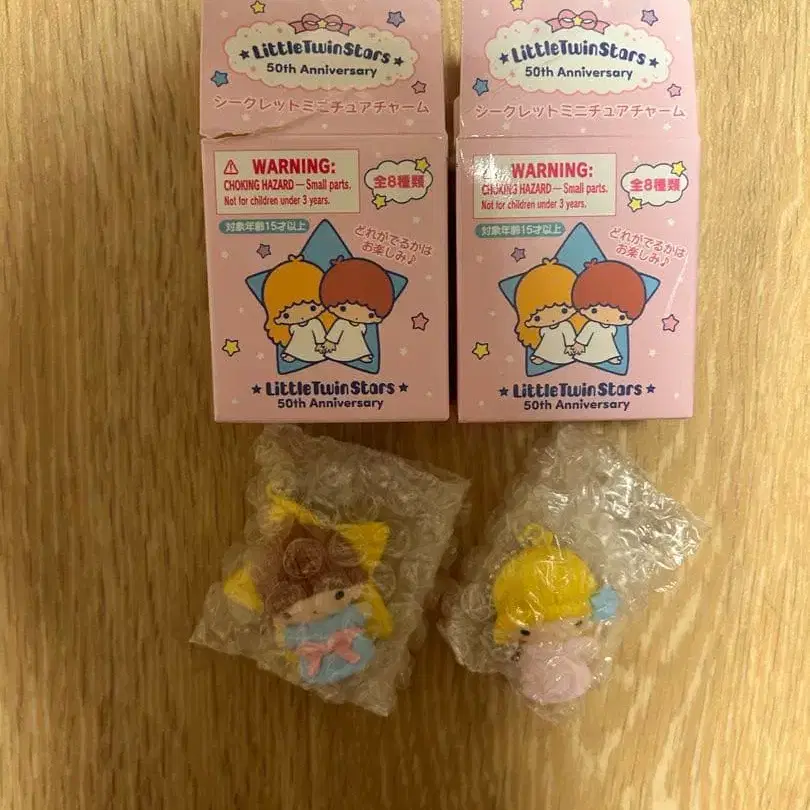 LittleTwinStars
50th Anniversary
シークレットミニチュアチャーム
WARNING:
CHOKING HAZARD — Small parts.
Not for children under 3 years.
全8種類
対象年齢15才以上
どれがでるかは
お楽しみ♪
LittleTwinStars
50th Anniversary
LittleTwinStars
50th Anniversary
シークレットミニチュアチャーム
WARNING:
CHOKING HAZARD — Small parts.
Not for children under 3 years.
全8種類
対象年齢15才以上
どれがでるかは
お楽しみ♪
LittleTwinStars
50th Anniversary